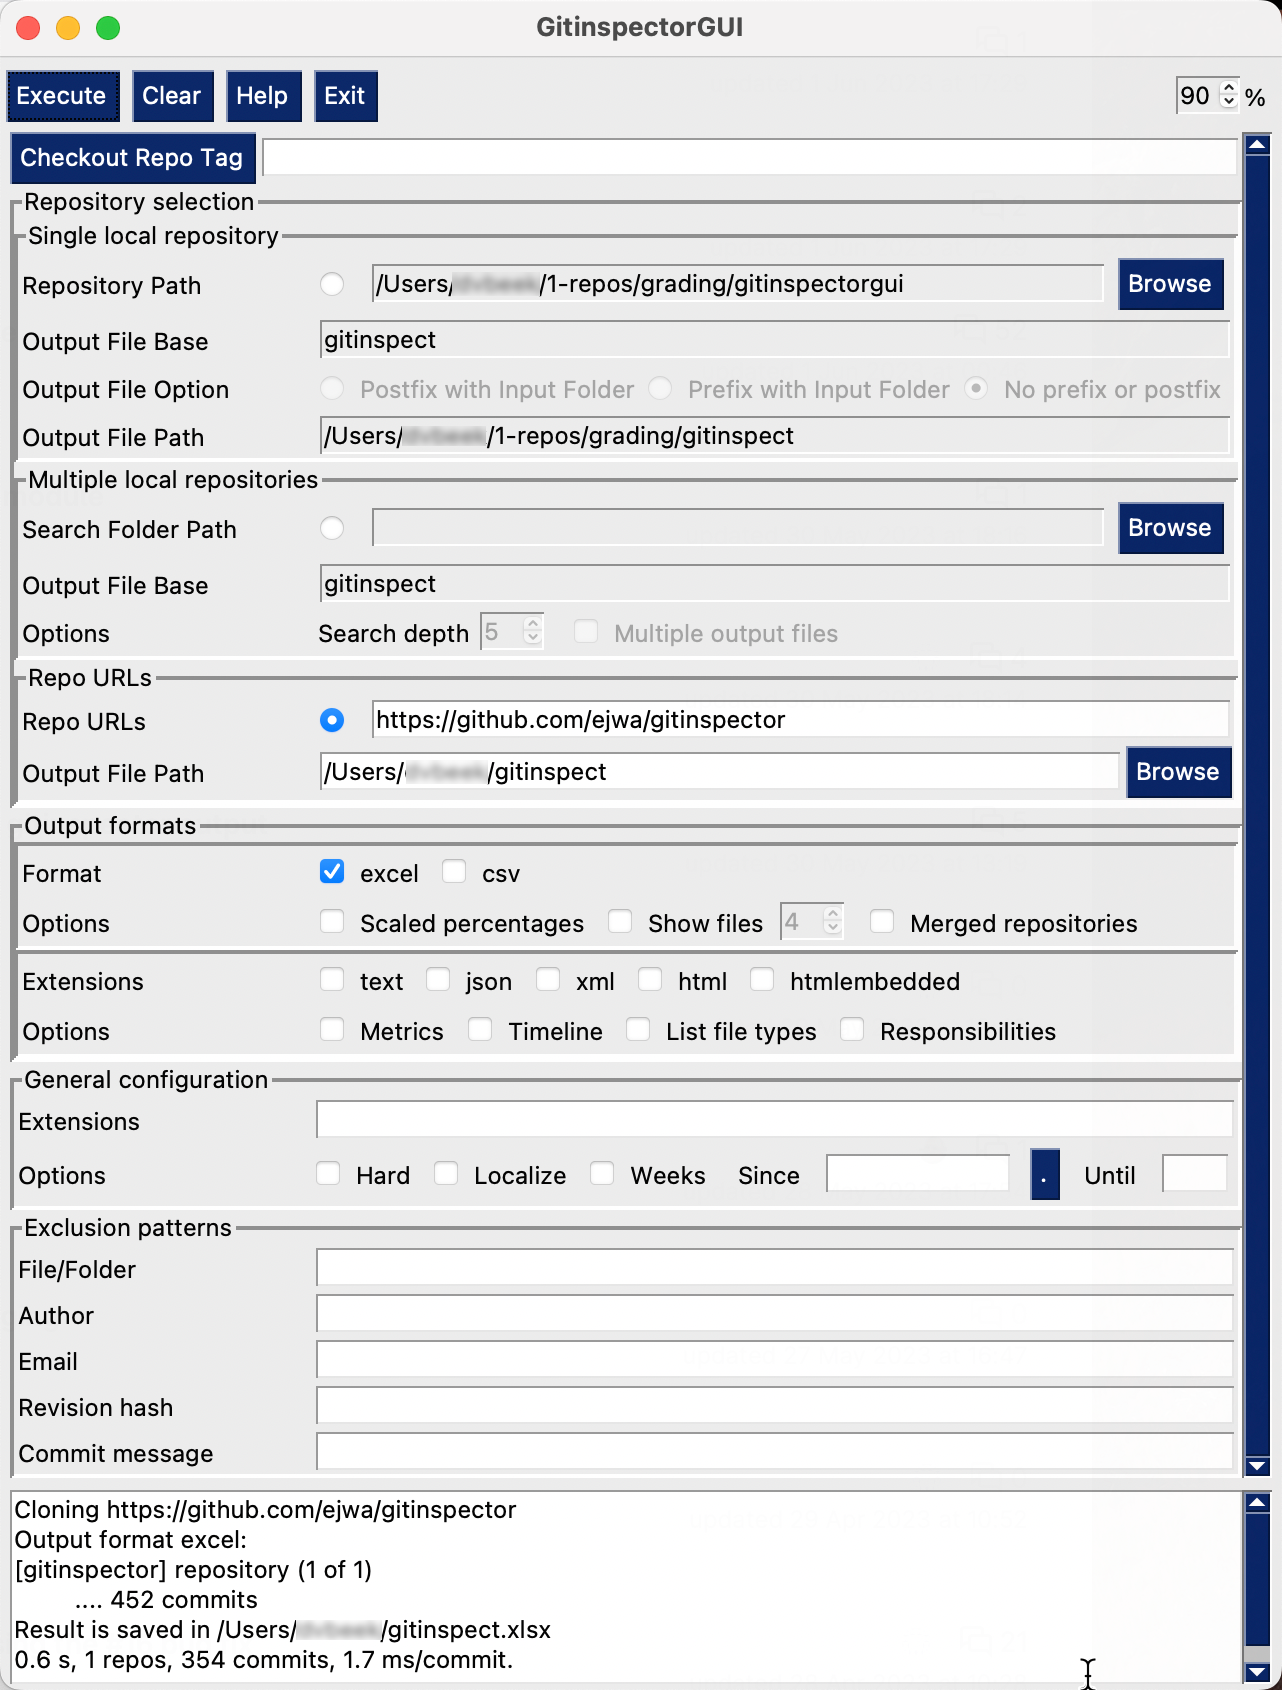 GitinspectorGUI
Execute Clear Help Exit 90 %
Checkout Repo Tag
Repository selection
Single local repository
Repository Path /Users/ /1-repos/grading/gitinspectorgui Browse
Output File Base gitinspect
Output File Option Postfix with Input Folder Prefix with Input Folder No prefix or postfix
Output File Path /Users/ /1-repos/grading/gitinspect
Multiple local repositories
Search Folder Path Browse
Output File Base gitinspect
Options Search depth 5 Multiple output files
Repo URLs
Repo URLs https://github.com/ejwa/gitinspector
Output File Path /Users/ /gitinspect Browse
Output formats
Format excel csv
Options Scaled percentages Show files 4 Merged repositories
Extensions text json xml html htmlembedded
Options Metrics Timeline List file types Responsibilities
General configuration
Extensions
Options Hard Localize Weeks Since . Until
Exclusion patterns
File/Folder
Author
Email
Revision hash
Commit message
Cloning https://github.com/ejwa/gitinspector
Output format excel:
[gitinspector] repository (1 of 1)
.... 452 commits
Result is saved in /Users/ /gitinspect.xlsx
0.6 s, 1 repos, 354 commits, 1.7 ms/commit.